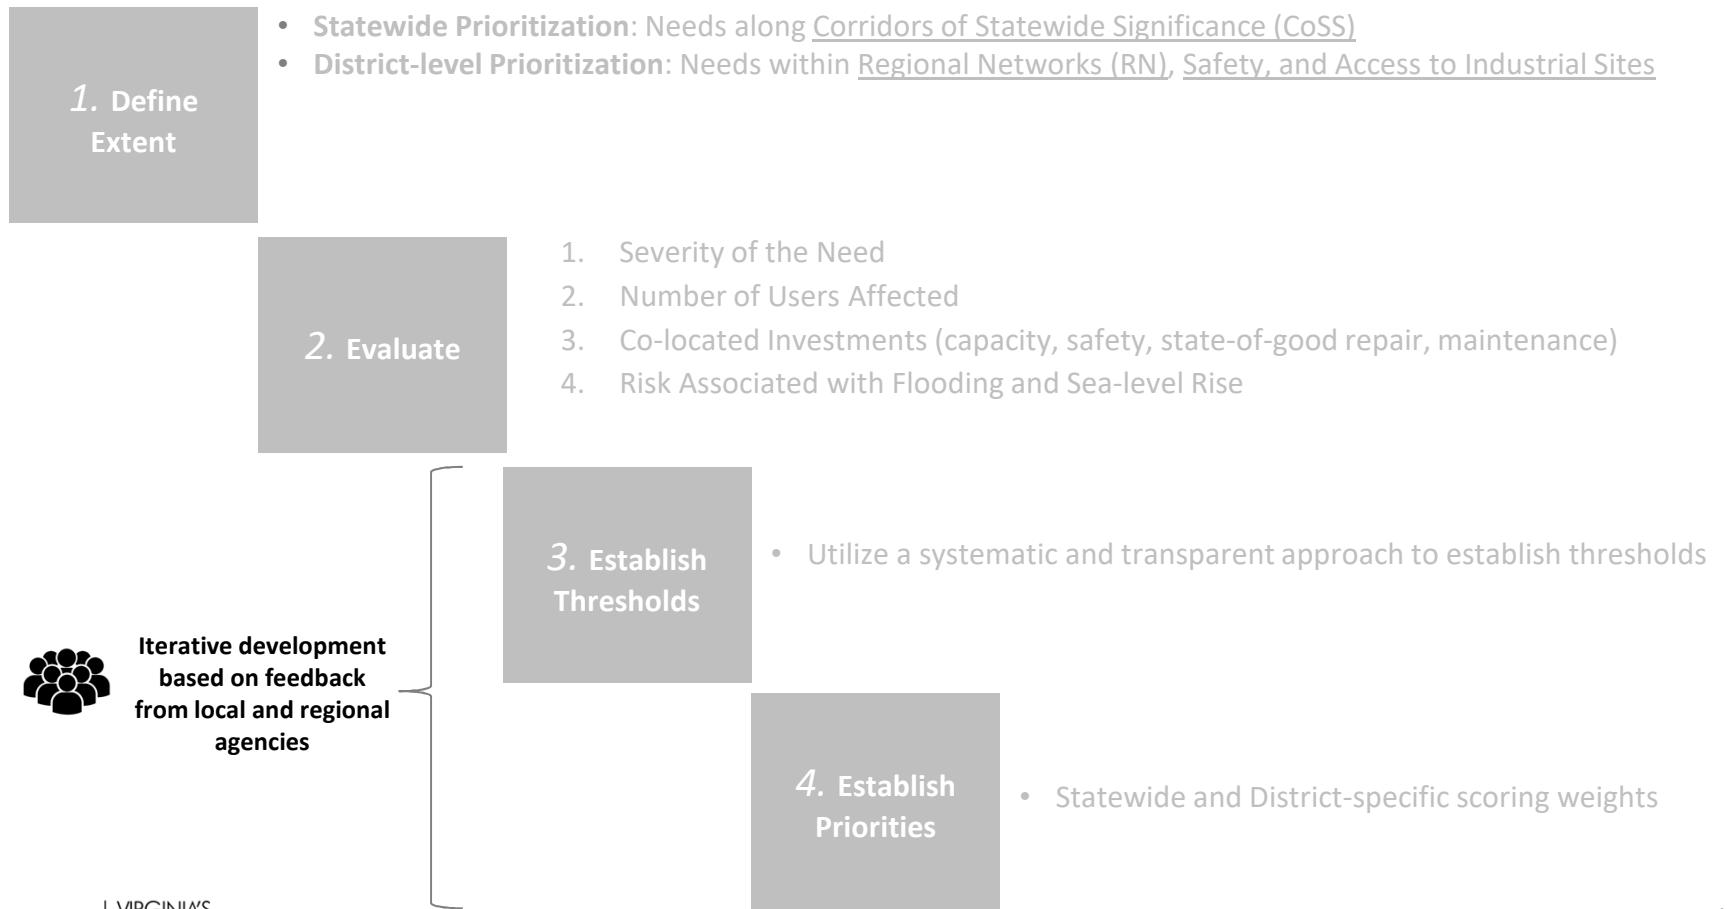 • Statewide Prioritization: Needs along Corridors of Statewide Significance (CoSS)
• District-level Prioritization: Needs within Regional Networks (RN), Safety, and Access to Industrial Sites
1. Define
Extent
1. Severity of the Need
2. Number of Users Affected
3. Co-located Investments (capacity, safety, state-of-good repair, maintenance)
4. Risk Associated with Flooding and Sea-level Rise
2. Evaluate
3. Establish
Thresholds
• Utilize a systematic and transparent approach to establish thresholds
Iterative development
based on feedback
from local and regional
agencies
4. Establish
Priorities
• Statewide and District-specific scoring weights
VIRGINIA'S